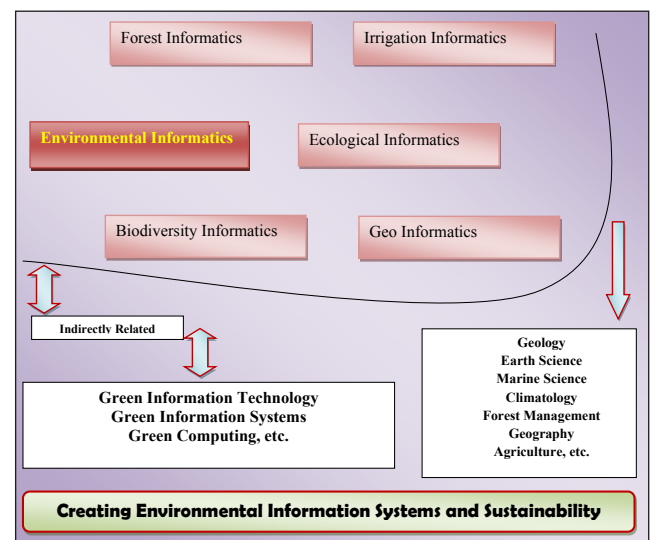 Forest Informatics
Irrigation Informatics
Environmental Informatics
Ecological Informatics
Biodiversity Informatics
Geo Informatics
Indirectly Related
Green Information Technology
Green Information Systems
Green Computing, etc.
Geology
Earth Science
Marine Science
Climatology
Forest Management
Geography
Agriculture, etc.
Creating Environmental Information Systems and Sustainability